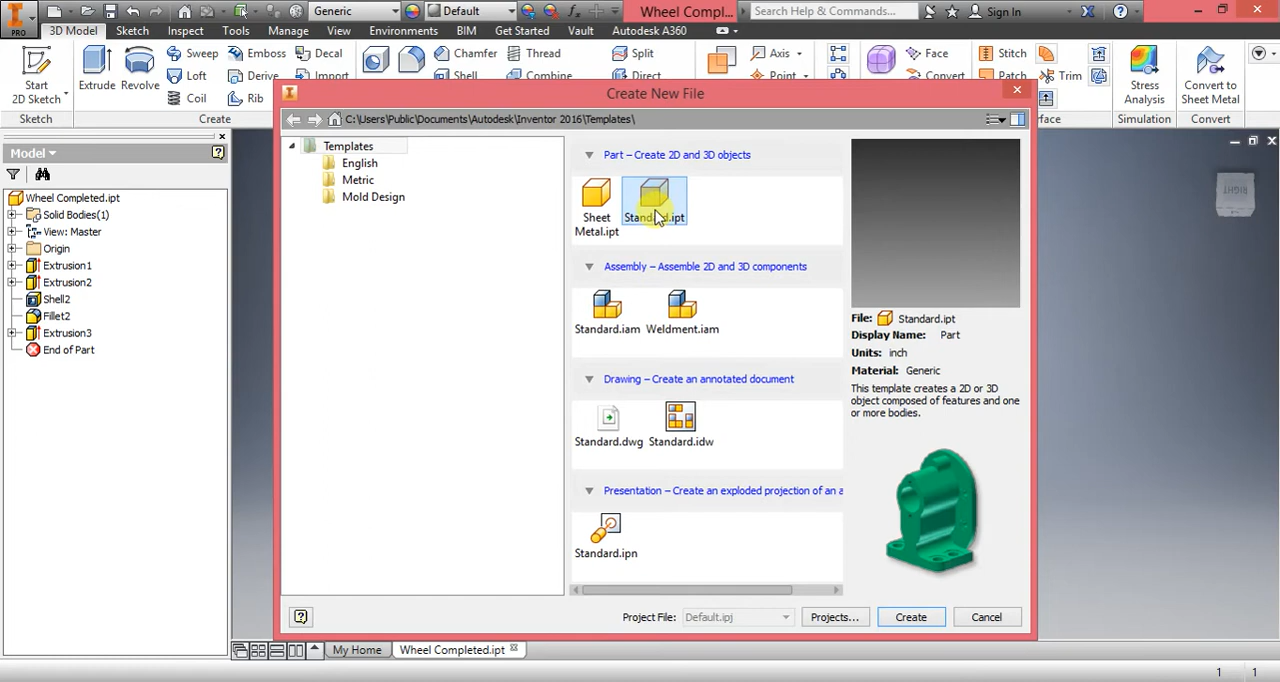 Generic
Default
Wheel Compl...
Search Help & Commands...
Sign In
PRO
3D Model
Sketch
Inspect
Tools
Manage
View
Environments
BIM
Get Started
Vault
Autodesk A360
Start
2D Sketch
Sketch
Extrude
Revolve
Sweep
Loft
Coil
Emboss
Derive
Rib
Decal
Import
Create
Chamfer
Shell
Thread
Combine
Split
Direct
Axis
Point
Face
Convert
Stitch
Patch
Trim
Stress
Analysis
Simulation
Convert to
Sheet Metal
Convert
Create New File
C:\Users\Public\Documents\Autodesk\Inventor 2016\Templates\
Model
Wheel Completed.ipt
Solid Bodies(1)
View: Master
Origin
Extrusion1
Extrusion2
Shell2
Fillet2
Extrusion3
End of Part
Templates
English
Metric
Mold Design
Part – Create 2D and 3D objects
Sheet
Metal.ipt
Standard.ipt
Assembly – Assemble 2D and 3D components
Standard.iam
Weldment.iam
Drawing – Create an annotated document
Standard.dwg
Standard.idw
Presentation – Create an exploded projection of an a
Standard.ipn
File: Standard.ipt
Display Name: Part
Units: inch
Material: Generic
This template creates a 2D or 3D
object composed of features and one
or more bodies.
RIGHT
Project File: Default.ipj
Projects...
Create
Cancel
My Home
Wheel Completed.ipt
1
1